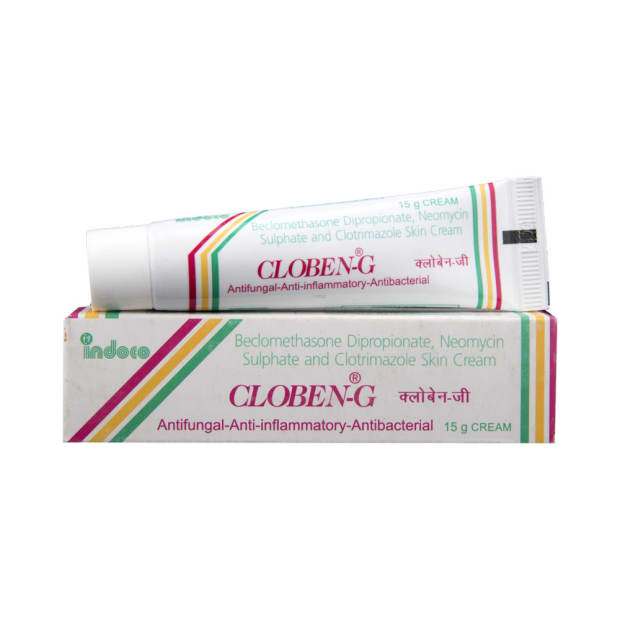 indoco
15 g CREAM
Beclomethasone Dipropionate, Neomycin
Sulphate and Clotrimazole Skin Cream
CLOBEN-G® क्लोबेन-जी
Antifungal-Anti-inflammatory-Antibacterial
indoco
Beclomethasone Dipropionate, Neomycin
Sulphate and Clotrimazole Skin Cream
CLOBEN-G® क्लोबेन-जी
Antifungal-Anti-inflammatory-Antibacterial 15 g CREAM